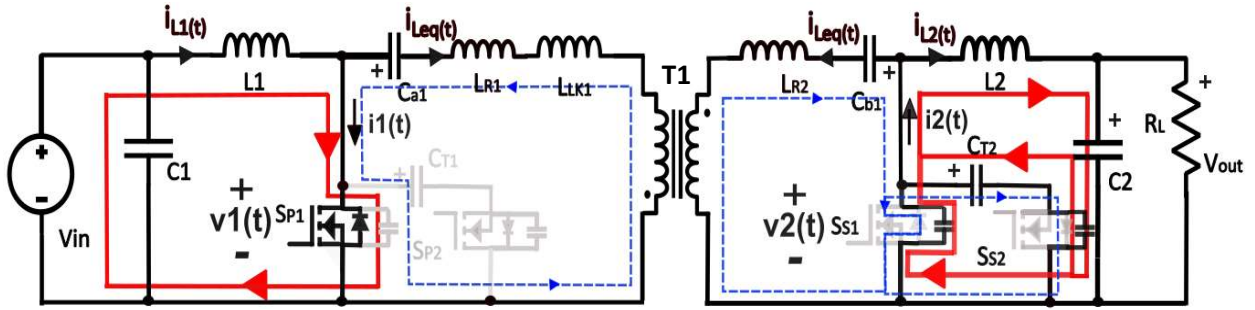 iL1(t)
iLeq(t)
iLeq(t)
iL2(t)
L1
+
Ca1
LR1
LLK1
T1
LR2
Cb1
+
L2
+
i1(t)
i2(t)
RL
+
-
Vin
C1
CT1
+
CT2
+
+
C2
Vout
+
v1(t)
-
SP1
SP2
+
v2(t)
-
SS1
SS2
-